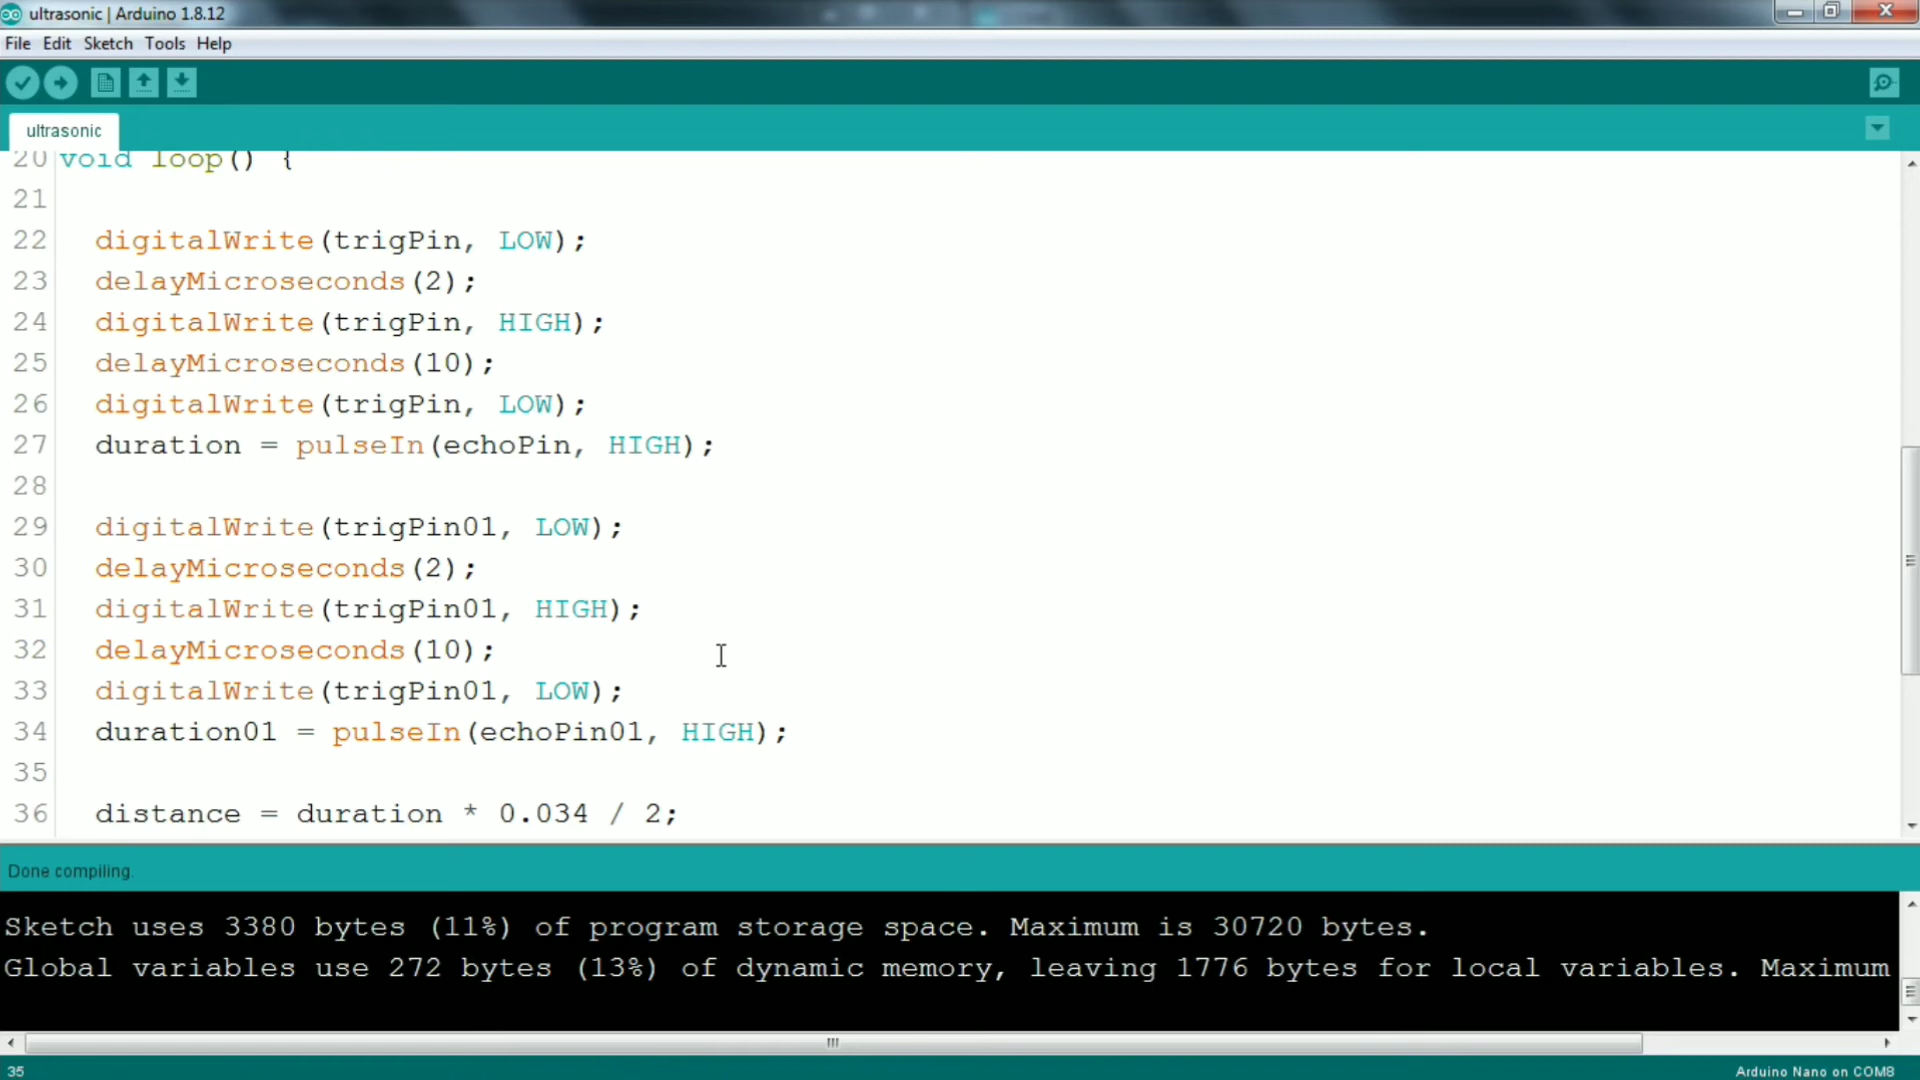 ultrasonic | Arduino 1.8.12
File Edit Sketch Tools Help
ultrasonic
20 void loop() {
21
22 digitalWrite(trigPin, LOW);
23 delayMicroseconds(2);
24 digitalWrite(trigPin, HIGH);
25 delayMicroseconds(10);
26 digitalWrite(trigPin, LOW);
27 duration = pulseIn(echoPin, HIGH);
28
29 digitalWrite(trigPin01, LOW);
30 delayMicroseconds(2);
31 digitalWrite(trigPin01, HIGH);
32 delayMicroseconds(10);
33 digitalWrite(trigPin01, LOW);
34 duration01 = pulseIn(echoPin01, HIGH);
35
36 distance = duration * 0.034 / 2;
Done compiling.
Sketch uses 3380 bytes (11%) of program storage space. Maximum is 30720 bytes.
Global variables use 272 bytes (13%) of dynamic memory, leaving 1776 bytes for local variables. Maximum
35
Arduino Nano on COM8